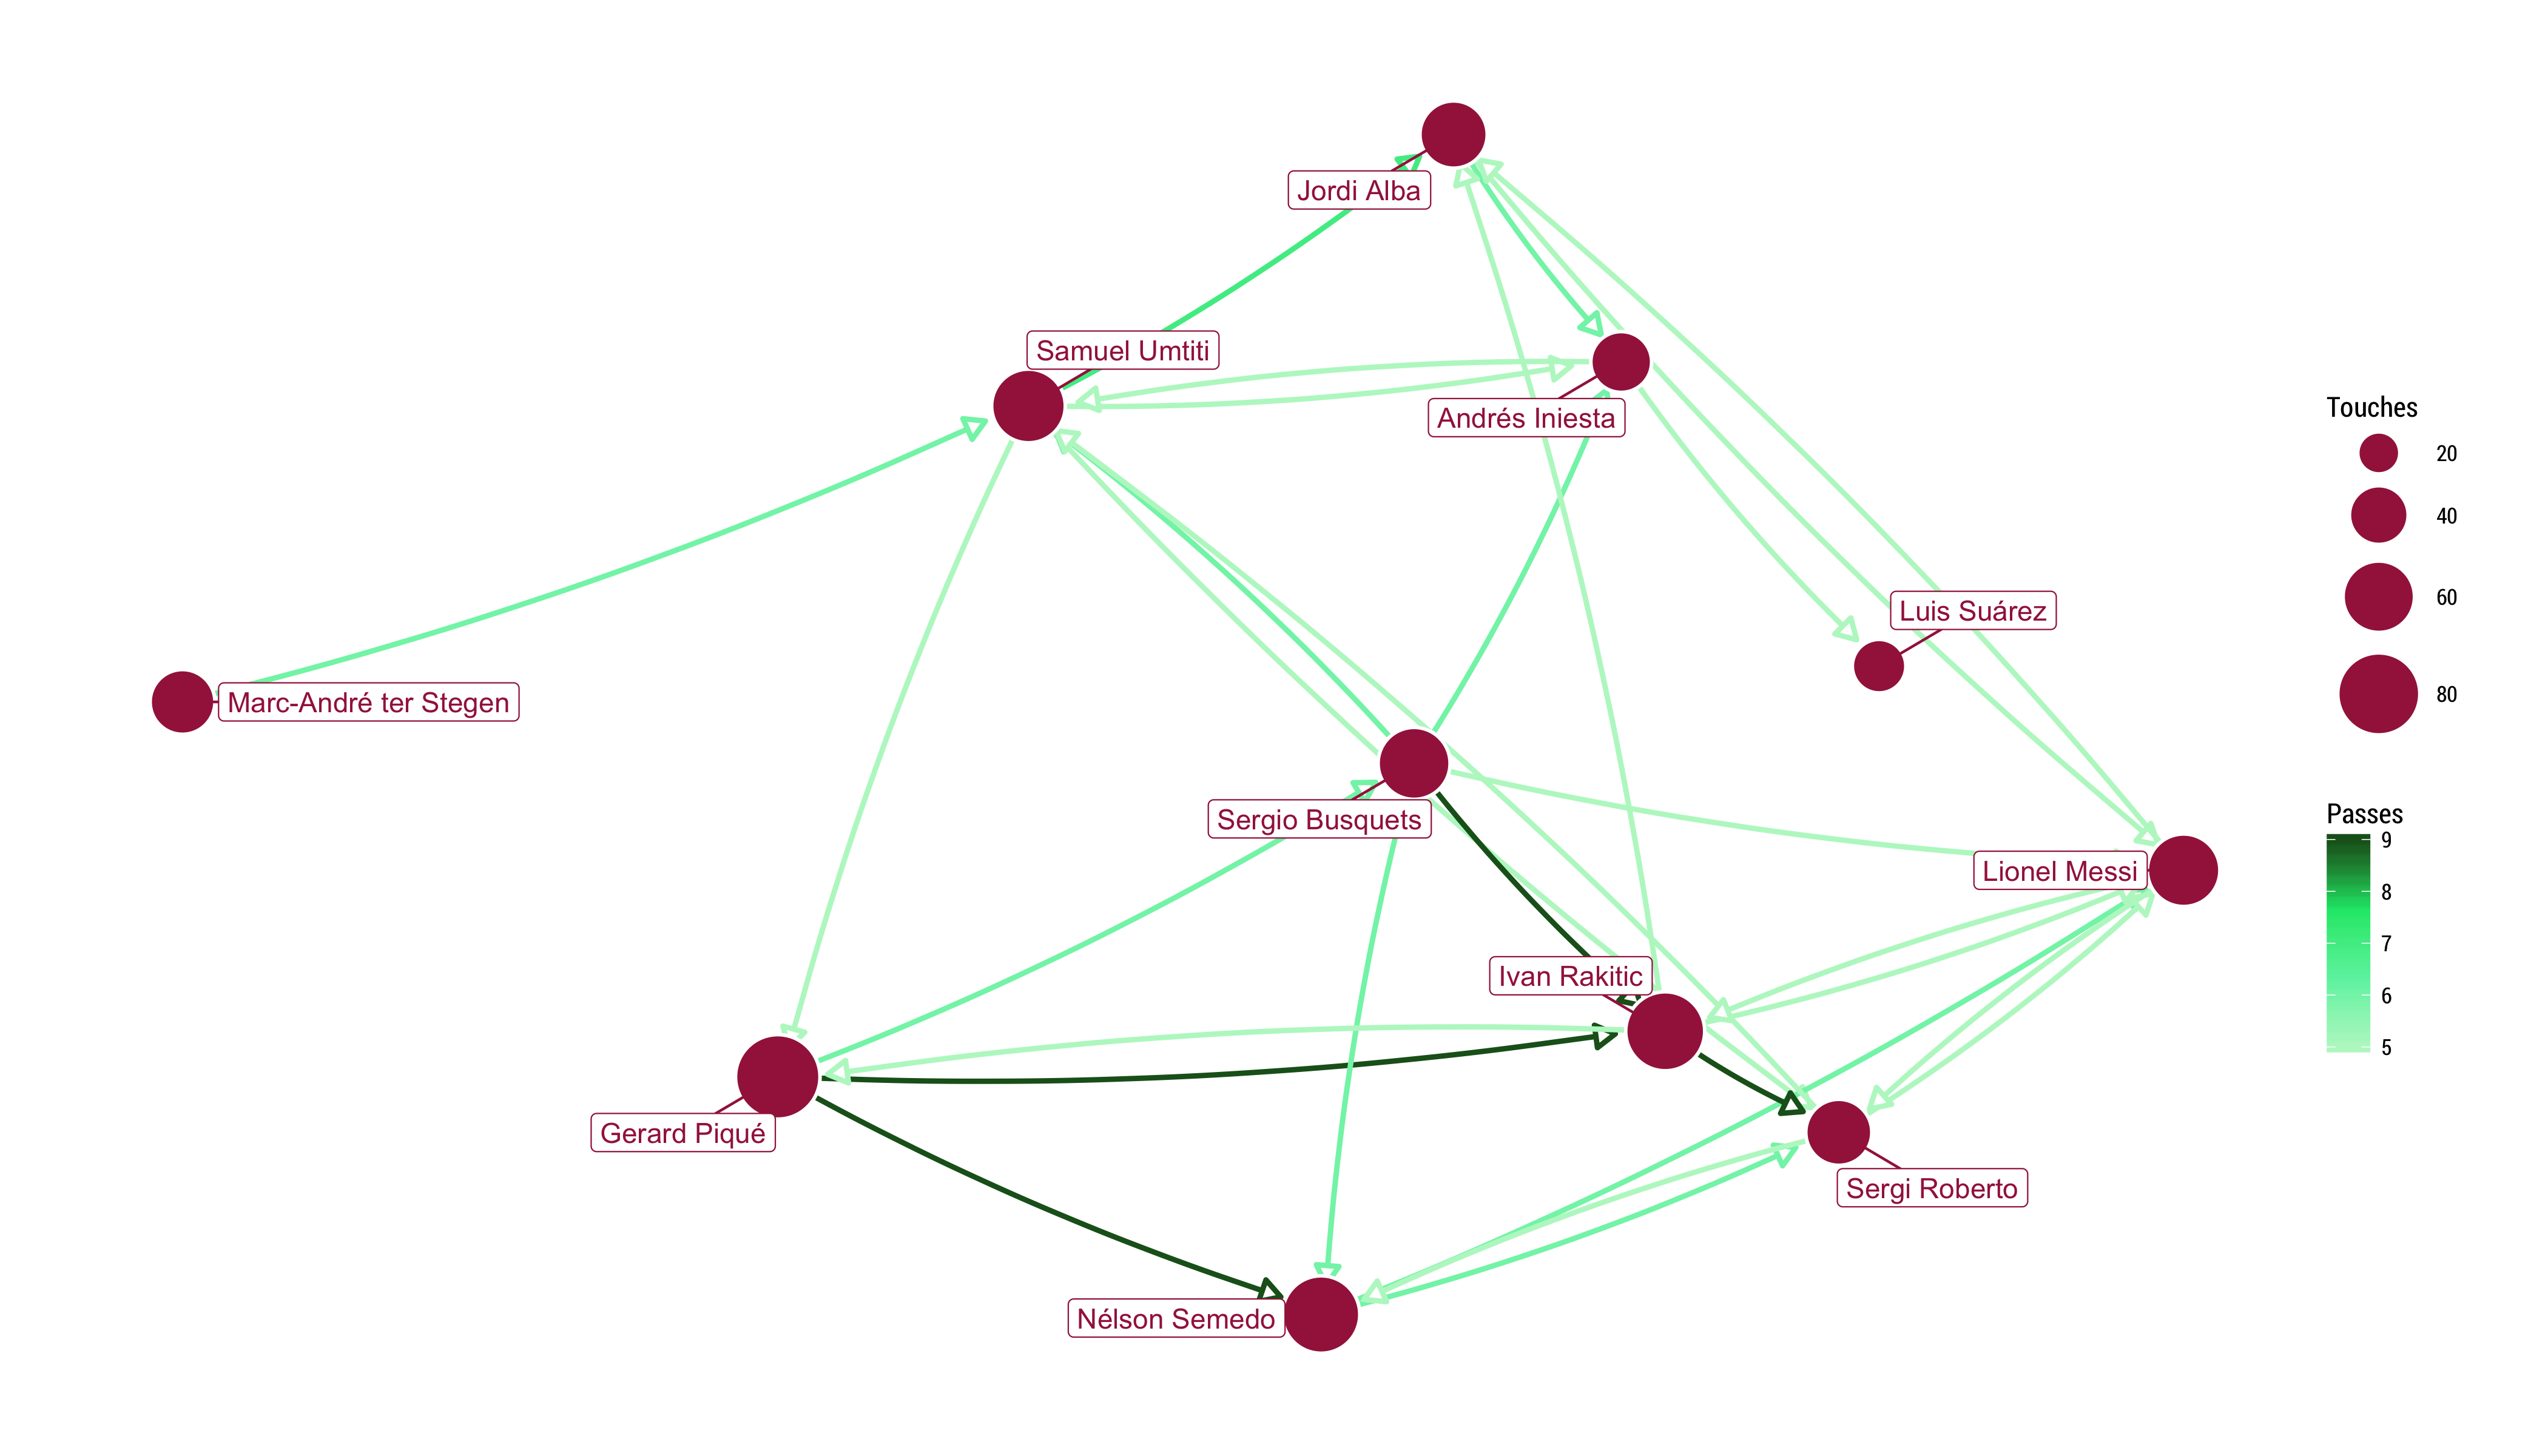 Jordi Alba
Samuel Umtiti
Andrés Iniesta
Luis Suárez
Marc-André ter Stegen
Sergio Busquets
Lionel Messi
Ivan Rakitic
Gerard Piqué
Sergi Roberto
Nélson Semedo
Touches
20
40
60
80
Passes
9
8
7
6
5